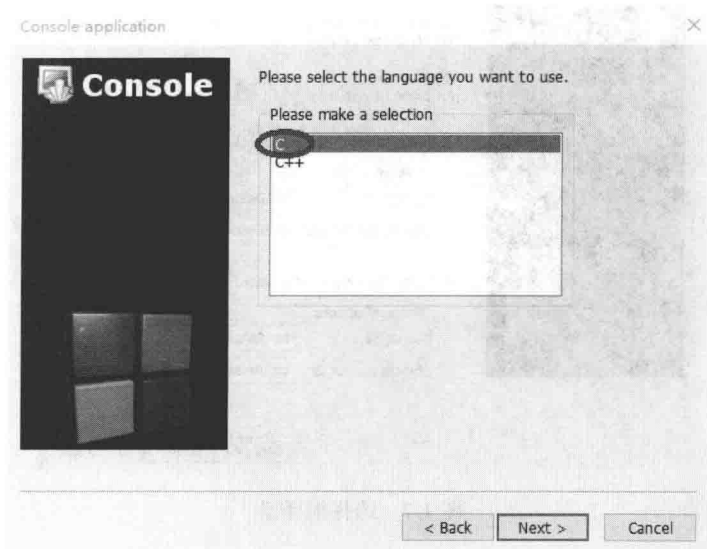 Console application
Console
Please select the language you want to use.
Please make a selection
C
C++
< Back
Next >
Cancel